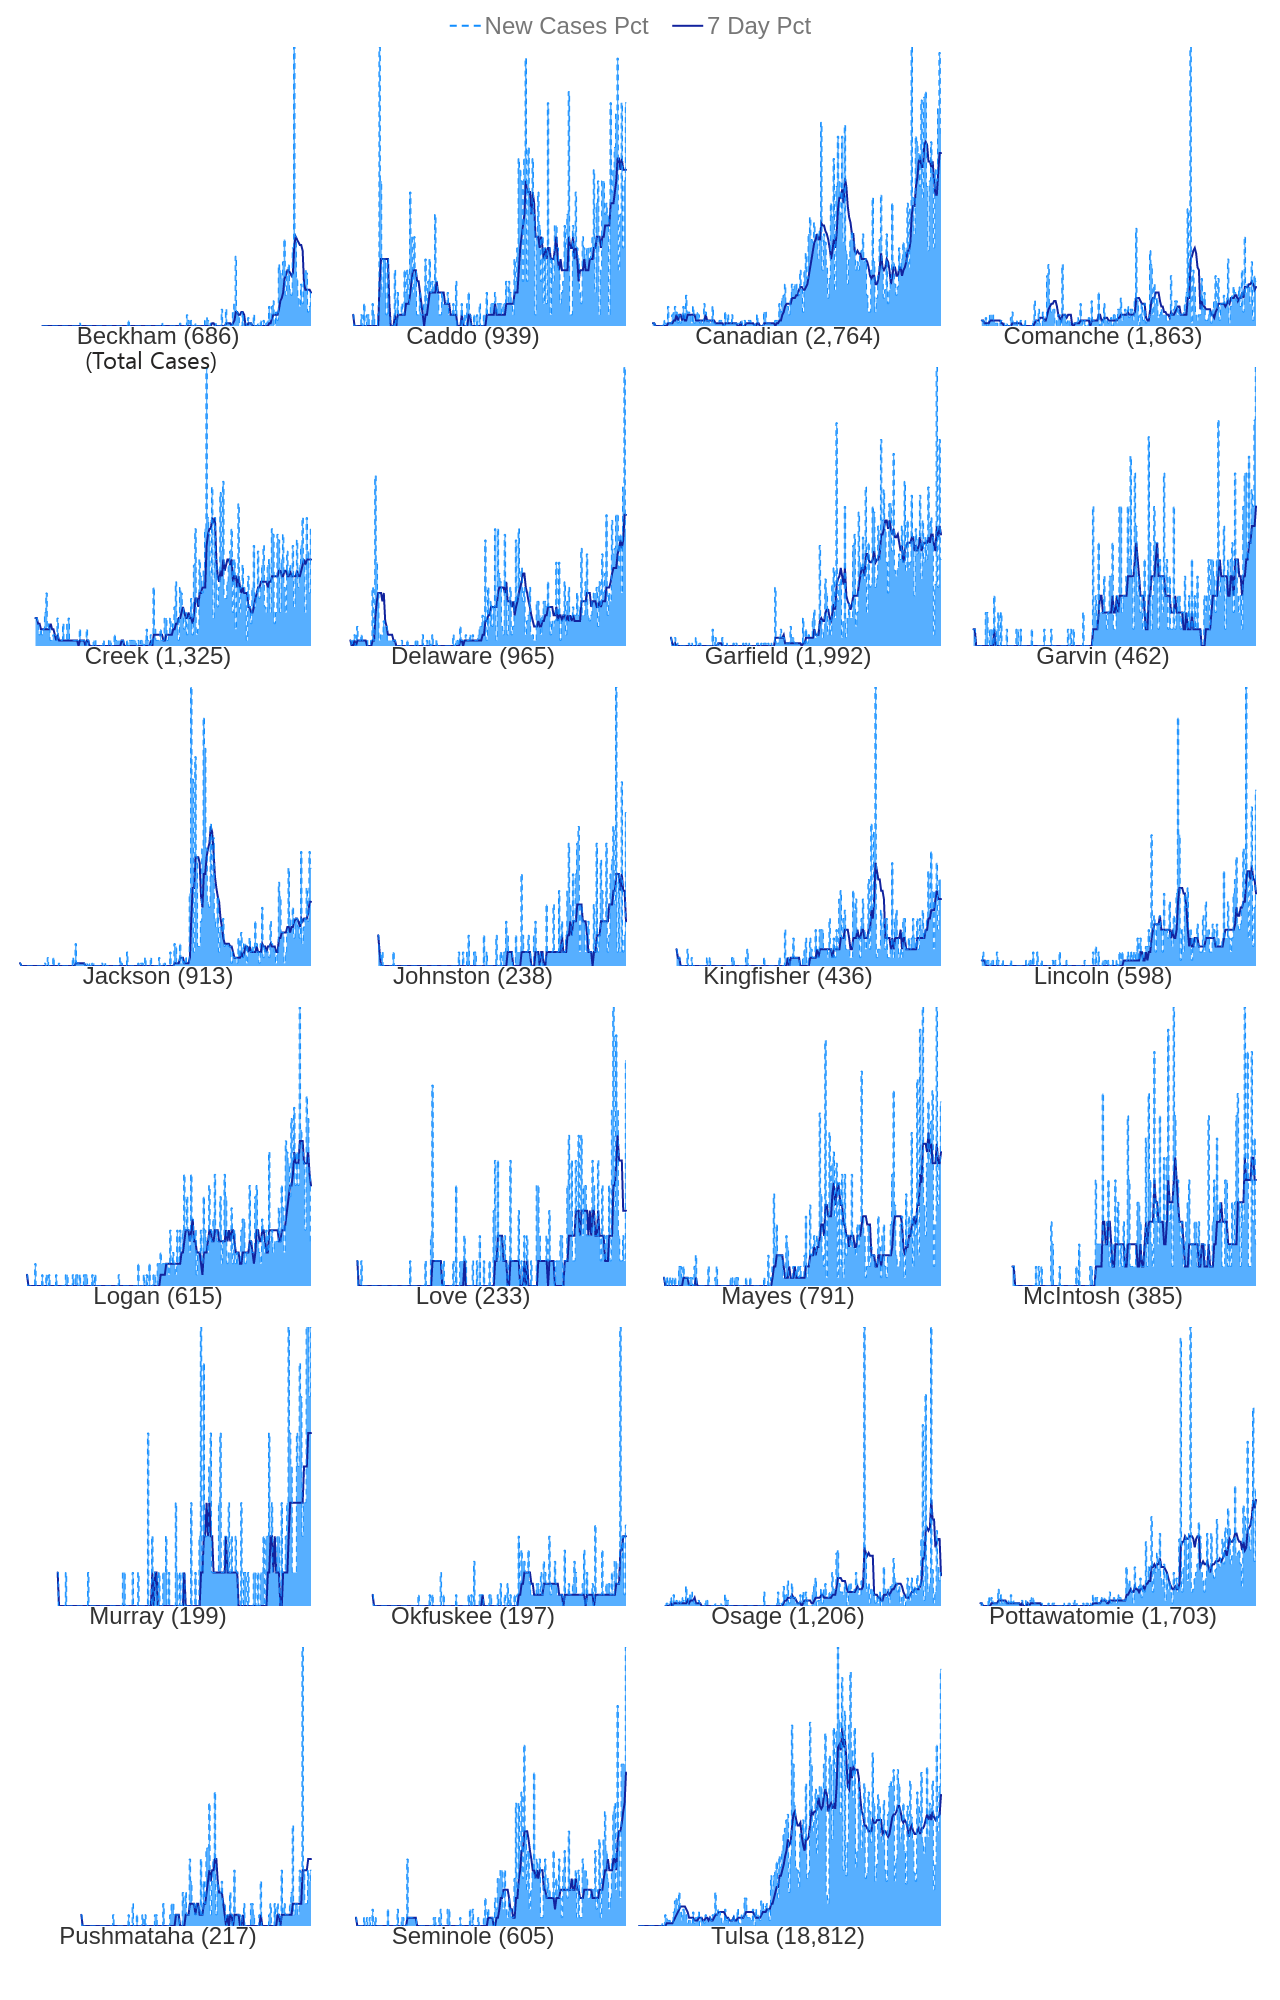 New Cases Pct 7 Day Pct
Beckham (686) Caddo (939) Canadian (2,764) Comanche (1,863)
(Total Cases)
Creek (1,325) Delaware (965) Garfield (1,992) Garvin (462)
Jackson (913) Johnston (238) Kingfisher (436) Lincoln (598)
Logan (615) Love (233) Mayes (791) McIntosh (385)
Murray (199) Okfuskee (197) Osage (1,206) Pottawatomie (1,703)
Pushmataha (217) Seminole (605) Tulsa (18,812)